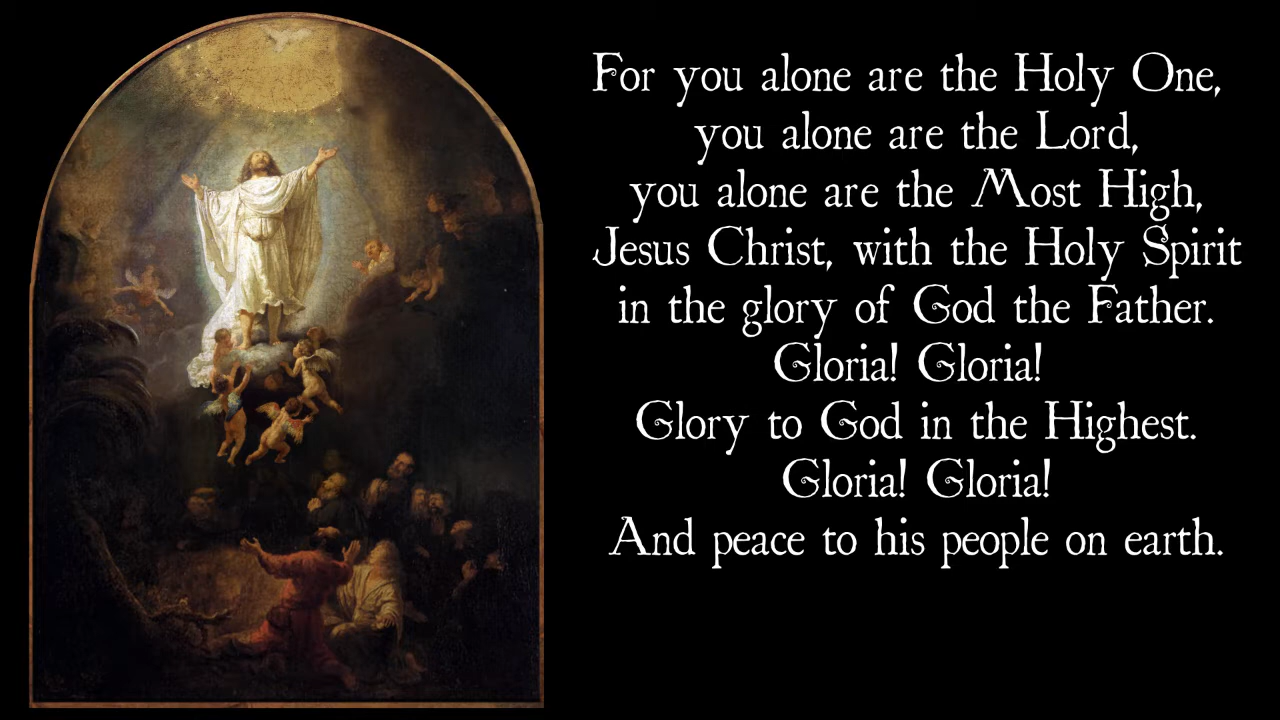 For you alone are the Holy One,
you alone are the Lord,
you alone are the Most High,
Jesus Christ, with the Holy Spirit
in the glory of God the Father.
Gloria! Gloria!
Glory to God in the Highest.
Gloria! Gloria!
And peace to his people on earth.